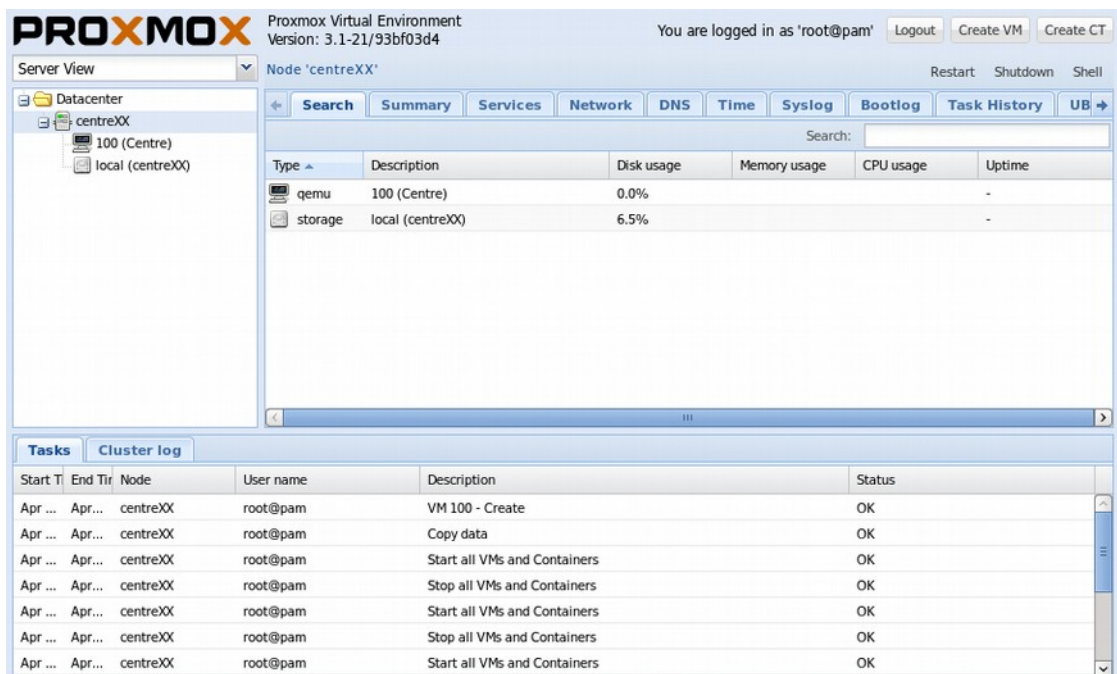 PROXMOX
Proxmox Virtual Environment
Version: 3.1-21/93bf03d4
You are logged in as 'root@pam' Logout Create VM Create CT
Server View
Node 'centreXX' Restart Shutdown Shell
Datacenter
centreXX
100 (Centre)
local (centreXX)
Search Summary Services Network DNS Time Syslog Bootlog Task History UB
Search:
Type Description Disk usage Memory usage CPU usage Uptime
qemu 100 (Centre) 0.0% -
storage local (centreXX) 6.5% -
Tasks Cluster log
Start T End Tir Node User name Description Status
Apr ... Apr... centreXX root@pam VM 100 - Create OK
Apr ... Apr... centreXX root@pam Copy data OK
Apr ... Apr... centreXX root@pam Start all VMs and Containers OK
Apr ... Apr... centreXX root@pam Stop all VMs and Containers OK
Apr ... Apr... centreXX root@pam Start all VMs and Containers OK
Apr ... Apr... centreXX root@pam Stop all VMs and Containers OK
Apr ... Apr... centreXX root@pam Start all VMs and Containers OK